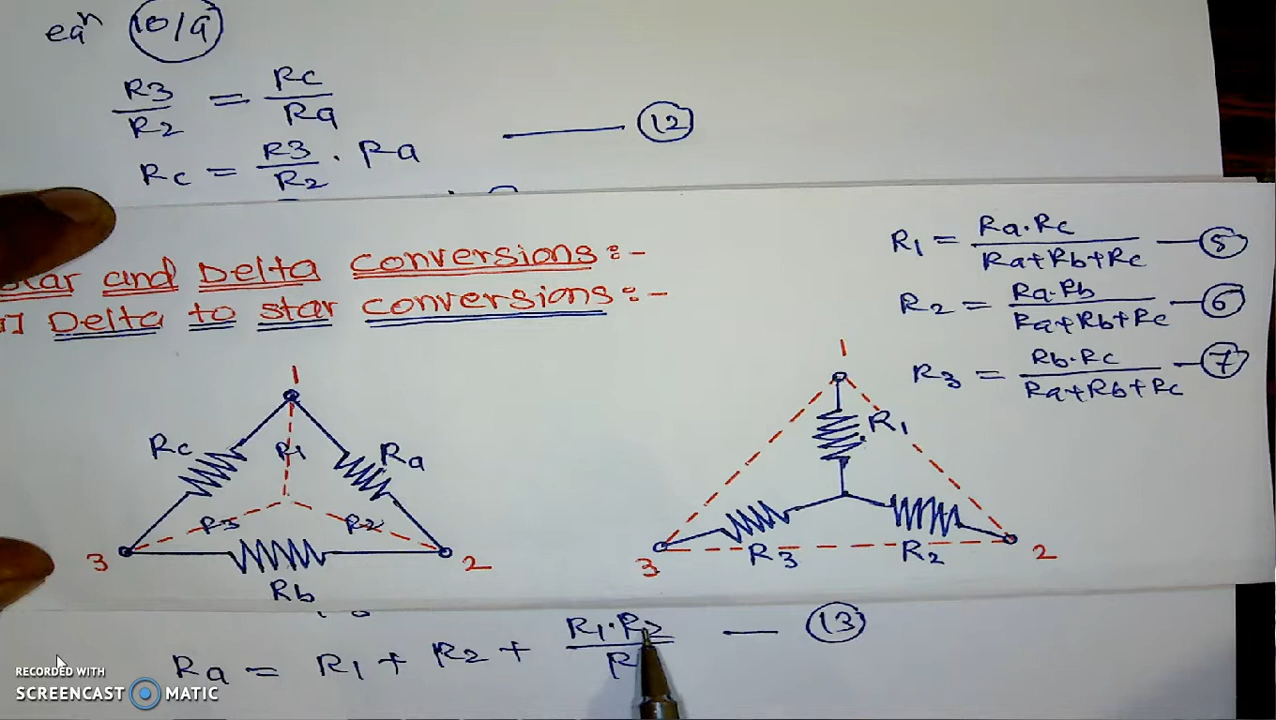 eqⁿ (10/9)
R3/R2 = Rc/Ra
Rc = R3/R2 . Ra —— (12)
and Delta conversions :-
Delta to star conversions :-
R1 = Ra.Rc/Ra+Rb+Rc — (5)
R2 = Ra.Rb/Ra+Rb+Rc — (6)
R3 = Rb.Rc/Ra+Rb+Rc — (7)
1
Rc
R1
Ra
R3
R2
3
2
Rb
1
R1
R3
R2
3
2
Ra = R1 + R2 + R1.R2/R — (13)
RECORDED WITH
SCREENCAST MATIC